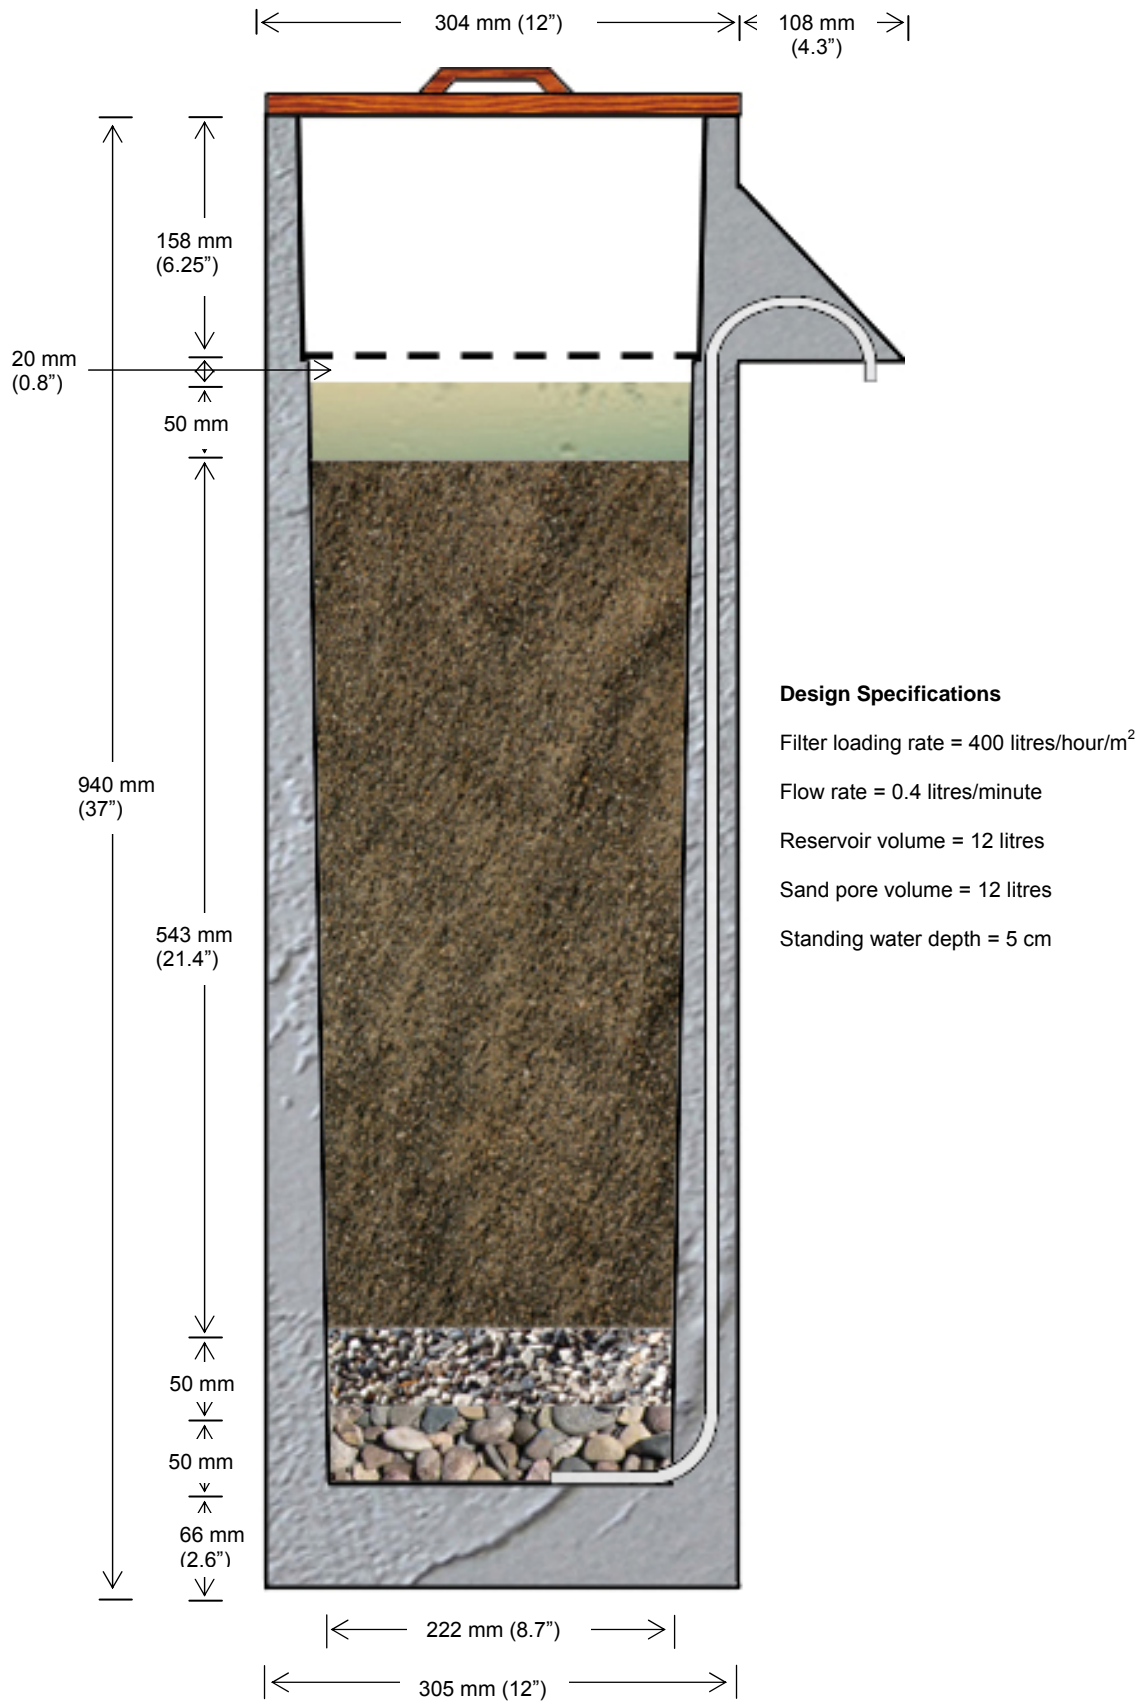 304 mm (12”)
108 mm
(4.3”)
158 mm
(6.25”)
20 mm
(0.8”)
50 mm
Design Specifications
Filter loading rate = 400 litres/hour/m²
940 mm
(37”)
Flow rate = 0.4 litres/minute
Reservoir volume = 12 litres
Sand pore volume = 12 litres
543 mm
(21.4”)
Standing water depth = 5 cm
50 mm
50 mm
66 mm
(2.6”)
222 mm (8.7”)
305 mm (12”)